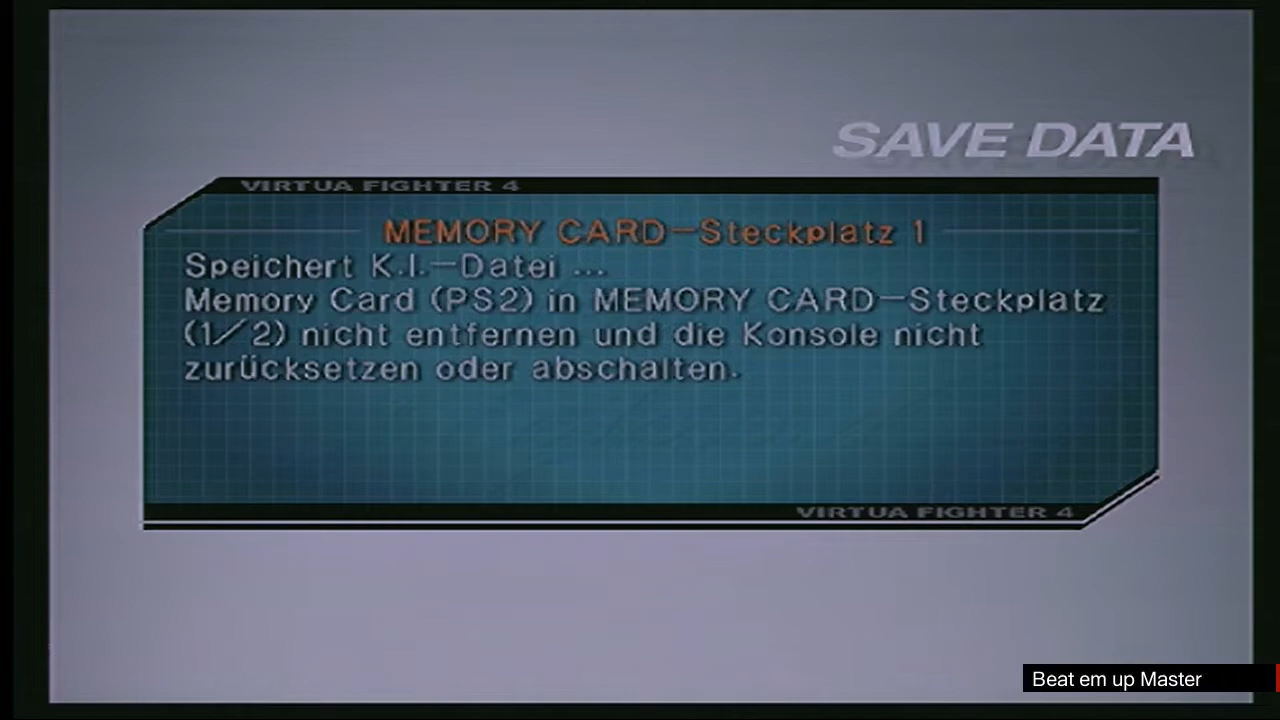 SAVE DATA
VIRTUA FIGHTER 4
MEMORY CARD-Steckplatz 1
Speichert K.I.-Datei ...
Memory Card (PS2) in MEMORY CARD-Steckplatz
(1/2) nicht entfernen und die Konsole nicht
zurücksetzen oder abschalten.
VIRTUA FIGHTER 4
Beat em up Master